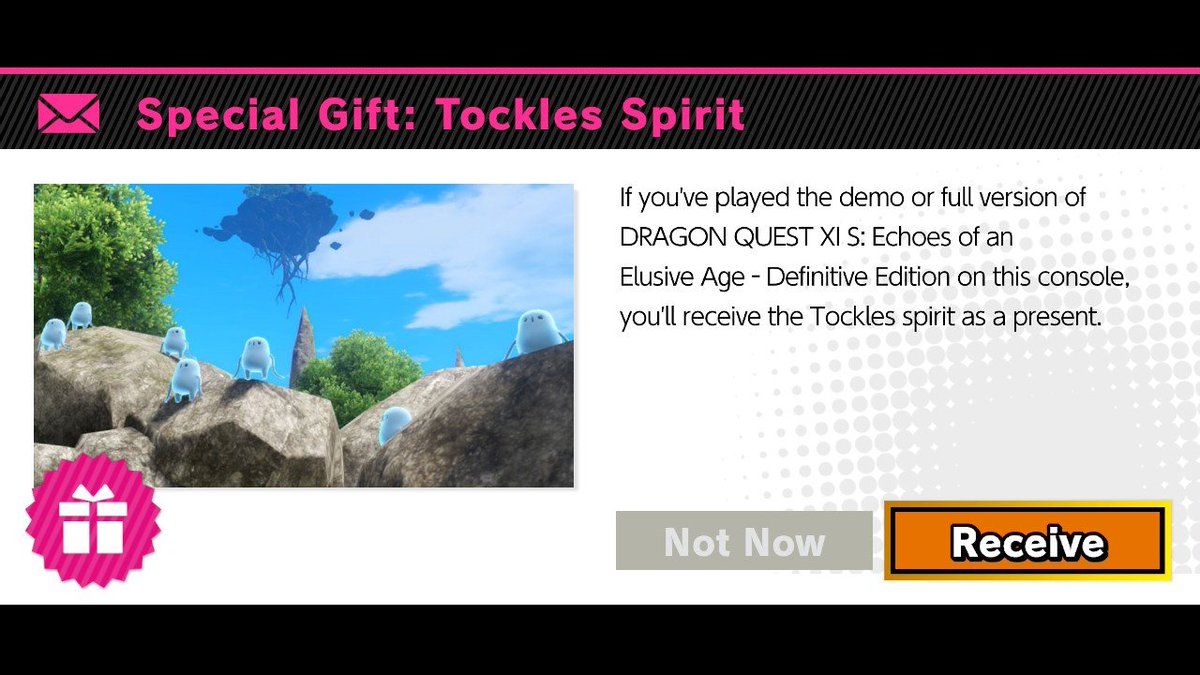 Special Gift: Tockles Spirit
If you've played the demo or full version of
DRAGON QUEST XI S: Echoes of an
Elusive Age - Definitive Edition on this console,
you'll receive the Tockles spirit as a present.
Not Now
Receive